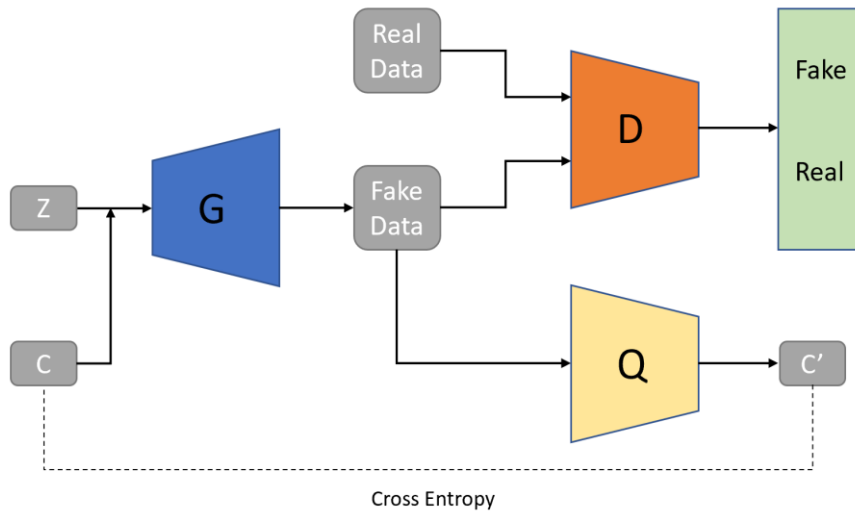 Real
Data
Fake
D
Real
Z
G
Fake
Data
C
Q
C’
Cross Entropy